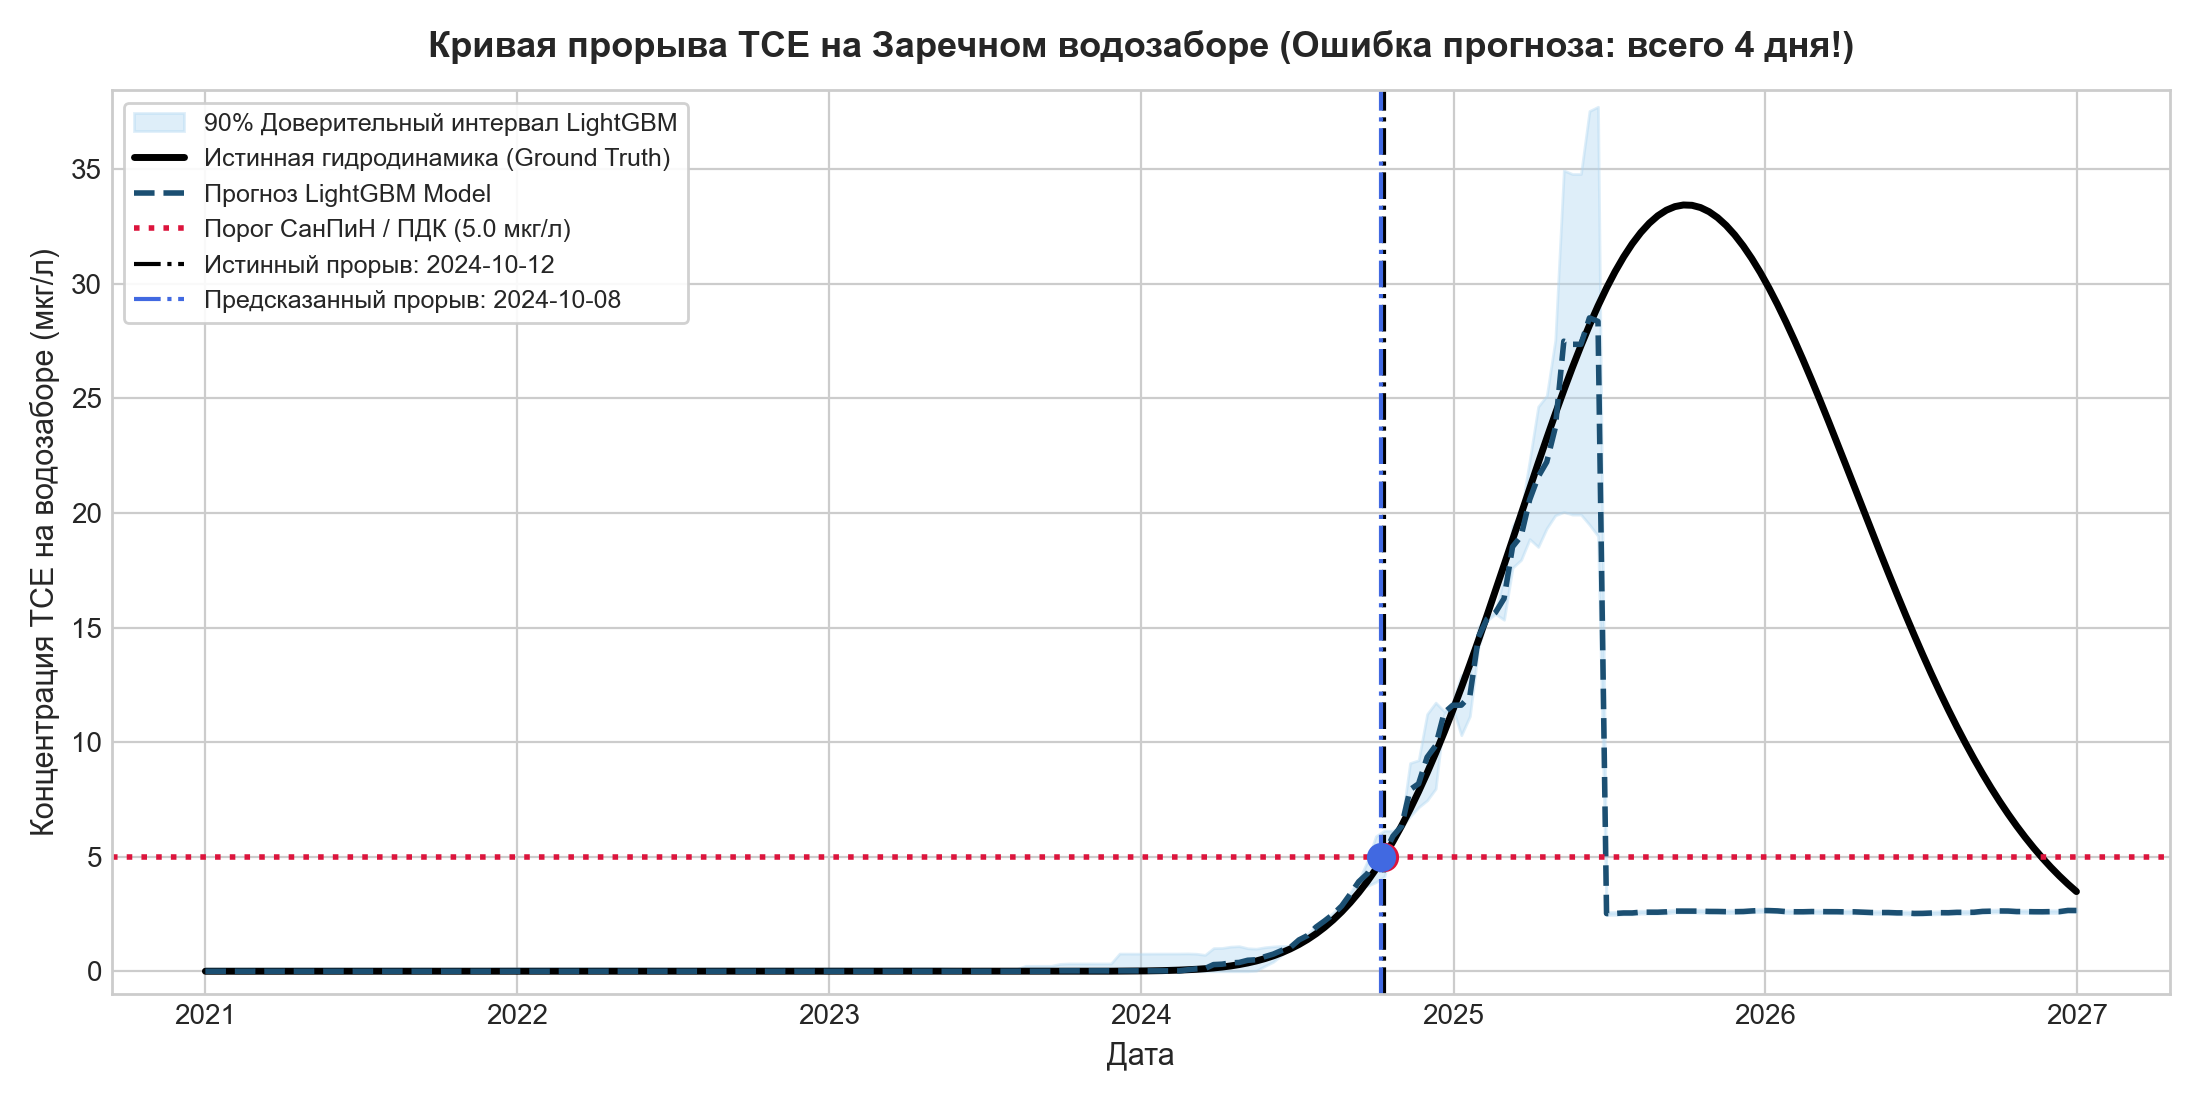 Кривая прорыва TCE на Заречном водозаборе (Ошибка прогноза: всего 4 дня!)
90% Доверительный интервал LightGBM
Истинная гидродинамика (Ground Truth)
Прогноз LightGBM Model
Порог СанПиН / ПДК (5.0 мкг/л)
Истинный прорыв: 2024-10-12
Предсказанный прорыв: 2024-10-08
Концентрация TCE на водозаборе (мкг/л)
35
30
25
20
15
10
5
0
2021 2022 2023 2024 2025 2026 2027
Дата